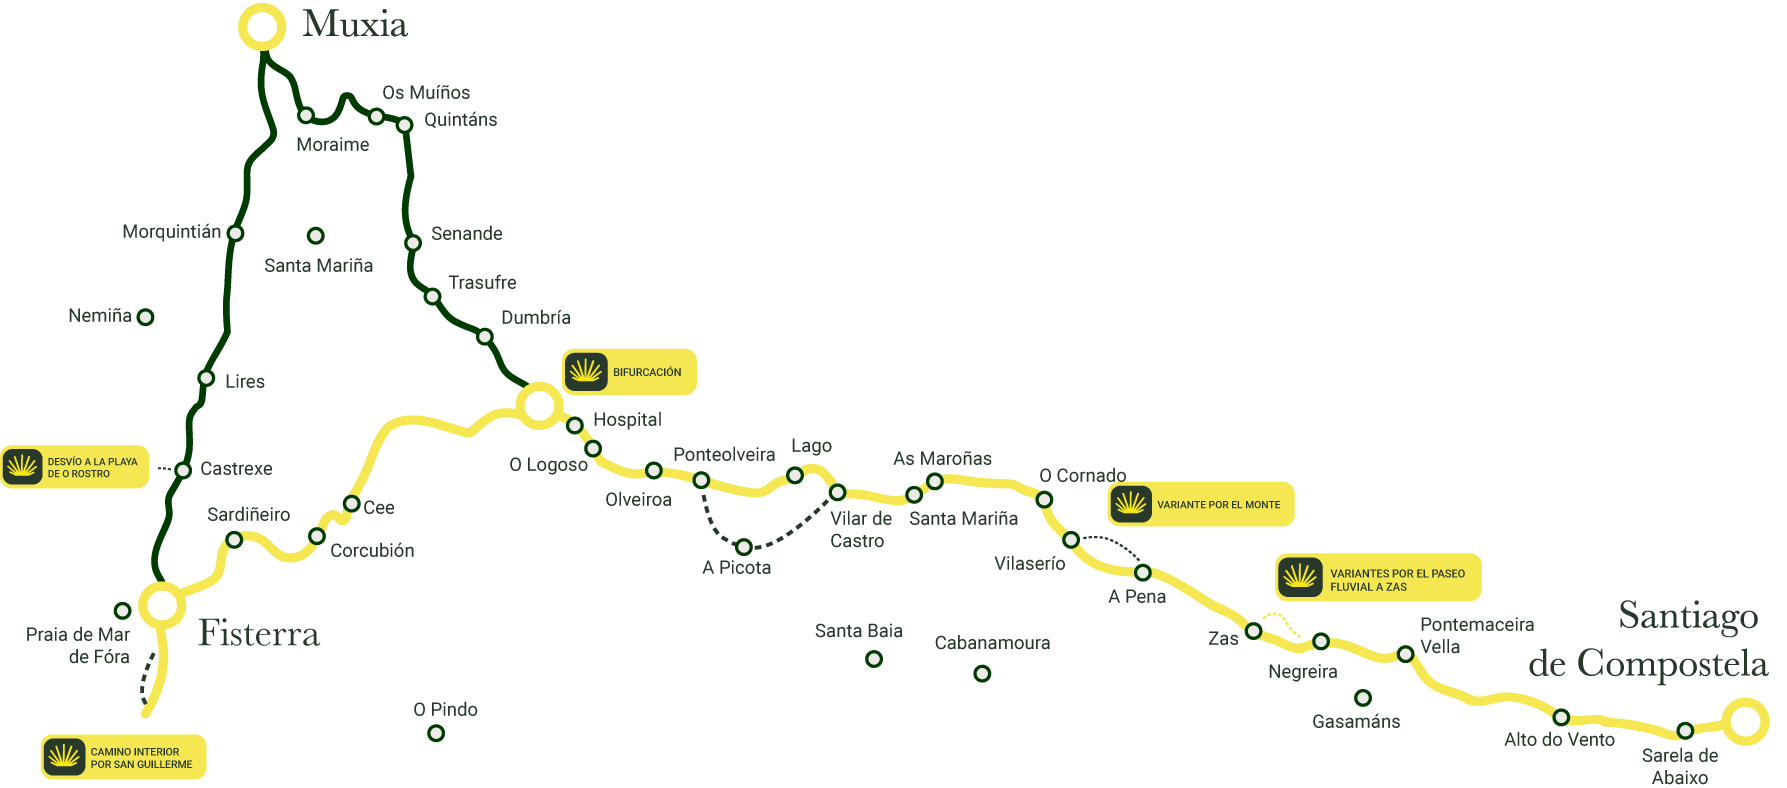 Muxia
Os Muíños
Quintáns
Moraime
Morquintián
Santa Mariña
Senande
Trasufre
Nemiña
Dumbría
Lires
BIFURCACIÓN
Hospital
O Logoso
Ponteolveira
Lago
As Maroñas
O Cornado
DESVÍO A LA PLAYA
DE O ROSTRO
Castrexe
Olveiroa
Vilar de
Castro
Santa Mariña
VARIANTE POR EL MONTE
Sardiñeiro
Cee
Corcubión
A Picota
Vilaserío
A Pena
VARIANTES POR EL PASEO
FLUVIAL A ZAS
Praia de Mar
de Fóra
Fisterra
Santa Baia
Cabanamoura
Zas
Negreira
Pontemaceira
Vella
Santiago
de Compostela
O Pindo
Gasamáns
Alto do Vento
Sarela de
Abaixo
CAMINO INTERIOR
POR SAN GUILLERME